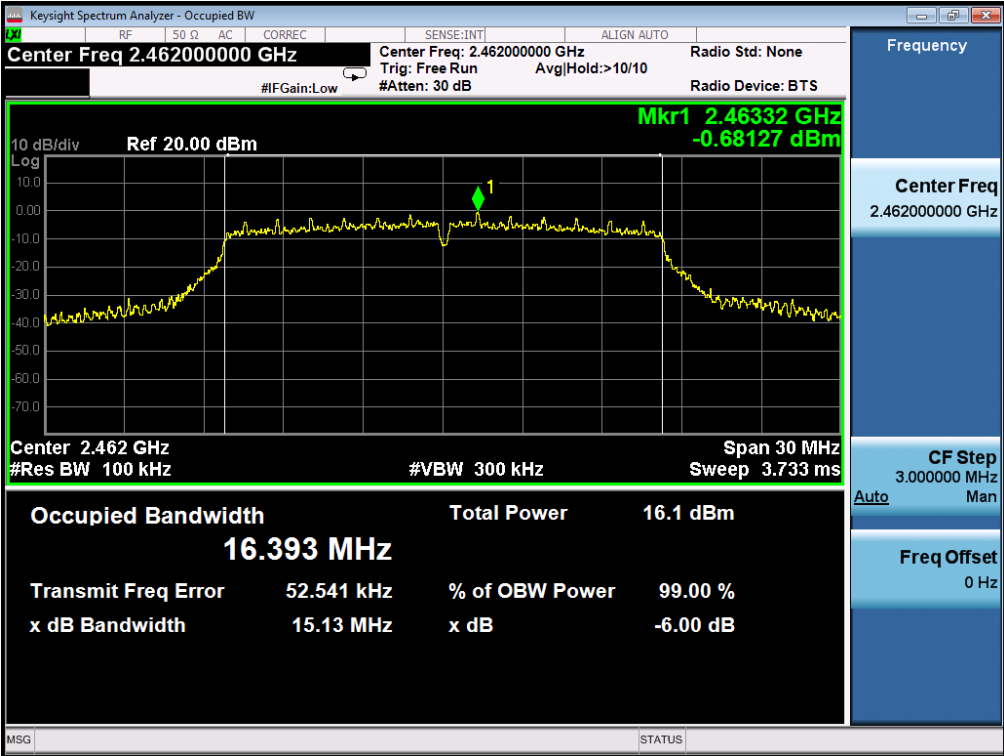 Keysight Spectrum Analyzer - Occupied BW
LXI RF 50 Ω AC CORREC SENSE:INT ALIGN AUTO
Center Freq 2.462000000 GHz
Center Freq: 2.462000000 GHz Radio Std: None
Trig: Free Run Avg|Hold:>10/10
#IFGain:Low #Atten: 30 dB Radio Device: BTS
Mkr1 2.46332 GHz
-0.68127 dBm
10 dB/div Ref 20.00 dBm
Log
10.0
0.00
-10.0
-20.0
-30.0
-40.0
-50.0
-60.0
-70.0
1
Center 2.462 GHz Span 30 MHz
#Res BW 100 kHz #VBW 300 kHz Sweep 3.733 ms
Occupied Bandwidth Total Power 16.1 dBm
16.393 MHz
Transmit Freq Error 52.541 kHz % of OBW Power 99.00 %
x dB Bandwidth 15.13 MHz x dB -6.00 dB
Frequency
Center Freq
2.462000000 GHz
CF Step
3.000000 MHz
Auto Man
Freq Offset
0 Hz
MSG STATUS